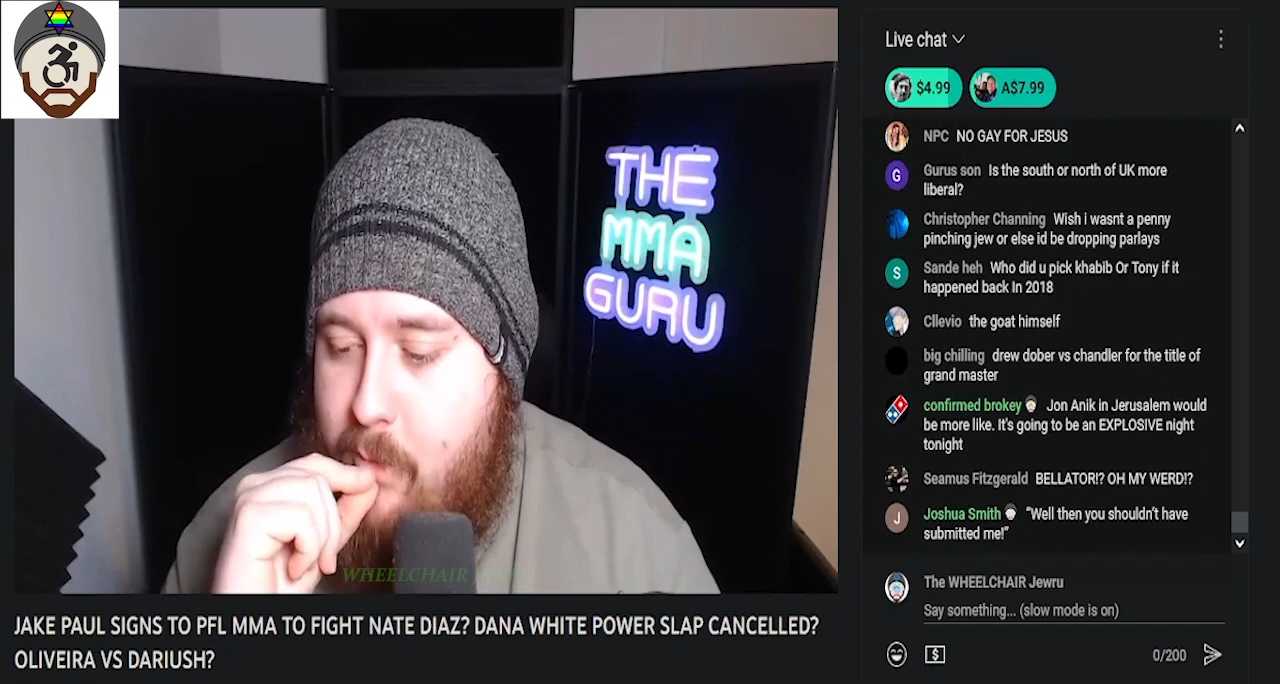 THE
MMA
GURU
WHEELCHAIR
JAKE PAUL SIGNS TO PFL MMA TO FIGHT NATE DIAZ? DANA WHITE POWER SLAP CANCELLED?
OLIVEIRA VS DARIUSH?
Live chat
$4.99
A$7.99
NPC NO GAY FOR JESUS
G
Gurus son Is the south or north of UK more
liberal?
Christopher Channing Wish i wasnt a penny
pinching jew or else id be dropping parlays
S
Sande heh Who did u pick khabib Or Tony if it
happened back In 2018
Cllevio the goat himself
big chilling drew dober vs chandler for the title of
grand master
confirmed brokey Jon Anik in Jerusalem would
be more like. It's going to be an EXPLOSIVE night
tonight
Seamus Fitzgerald BELLATOR!? OH MY WERD!?
J
Joshua Smith “Well then you shouldn’t have
submitted me!”
The WHEELCHAIR Jewru
Say something... (slow mode is on)
$
0/200